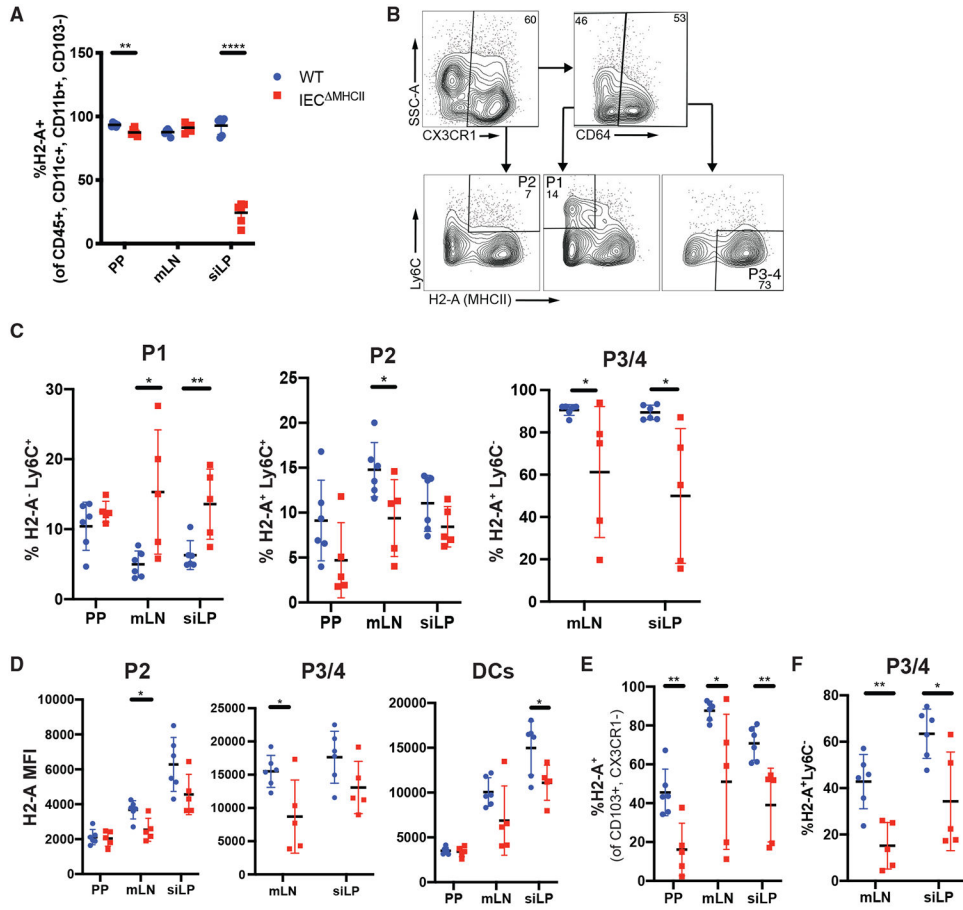 A
%H2-A+
(of CD45+, CD11c+, CD11b+, CD103-)
150
100
50
0
**
****
PP
mLN
siLP
WT
IECΔMHCII
B
SSC-A
CX3CR1
60
46
53
CD64
Ly6C
P2
7
P1
14
P3-4
73
H2-A (MHCII)
C
P1
% H2-A- Ly6C+
30
20
10
0
*
**
PP
mLN
siLP
P2
% H2-A+ Ly6C+
25
20
15
10
5
0
*
PP
mLN
siLP
P3/4
% H2-A+ Ly6C-
100
80
60
40
20
0
*
*
mLN
siLP
D
P2
H2-A MFI
10000
8000
6000
4000
2000
0
*
PP
mLN
siLP
P3/4
25000
20000
15000
10000
5000
0
*
mLN
siLP
DCs
20000
15000
10000
5000
0
*
PP
mLN
siLP
E
%H2-A+
(of CD103+, CX3CR1-)
100
80
60
40
20
0
**
*
**
PP
mLN
siLP
F
P3/4
%H2-A+Ly6C-
80
60
40
20
0
**
*
mLN
siLP